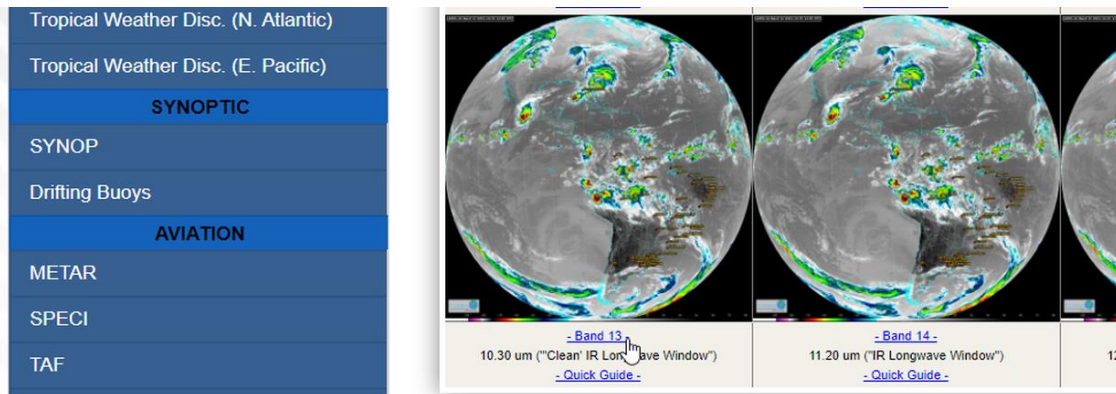 Tropical Weather Disc. (N. Atlantic)
Tropical Weather Disc. (E. Pacific)
SYNOPTIC
SYNOP
Drifting Buoys
AVIATION
METAR
SPECI
TAF
- Band 13 -
10.30 um ("'Clean' IR Longwave Window")
- Quick Guide -
- Band 14 -
11.20 um ("IR Longwave Window")
- Quick Guide -